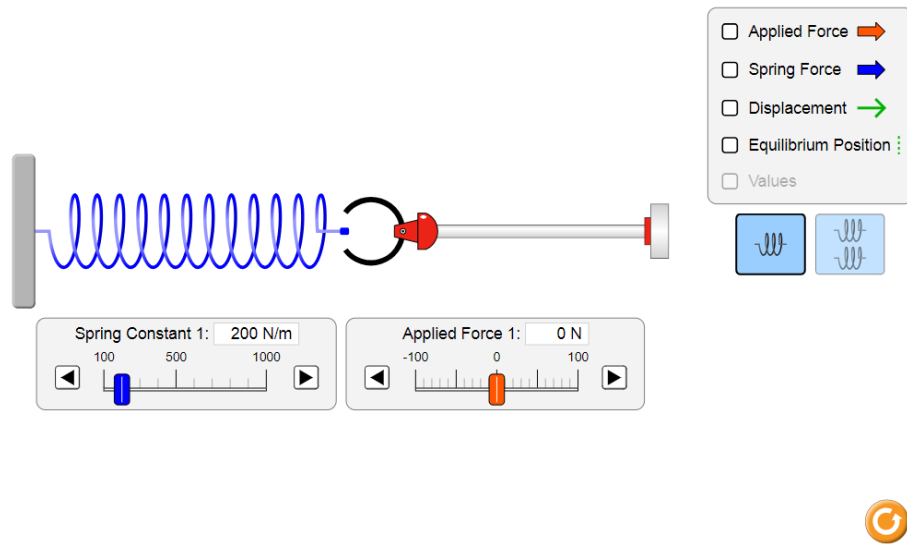 Applied Force
Spring Force
Displacement
Equilibrium Position
Values
Spring Constant 1: 200 N/m
100 500 1000
Applied Force 1: 0 N
-100 0 100